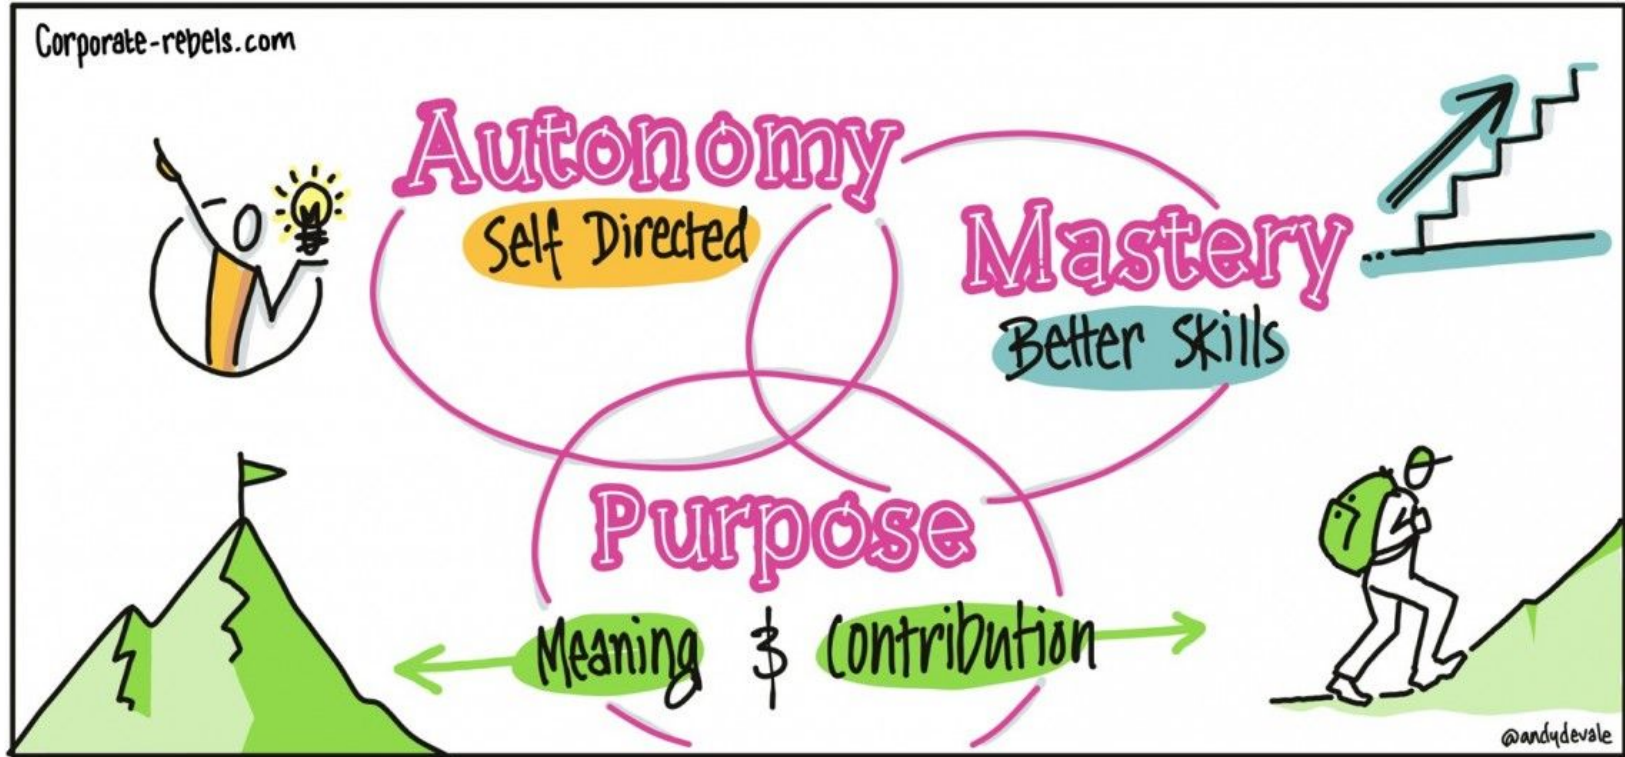 Corporate-rebels.com
Autonomy
Self Directed
Mastery
Better Skills
Purpose
Meaning & Contribution
@andydevale